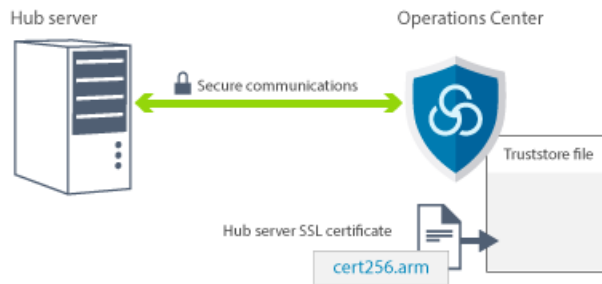 Hub server
Operations Center
Secure communications
Truststore file
Hub server SSL certificate
cert256.arm